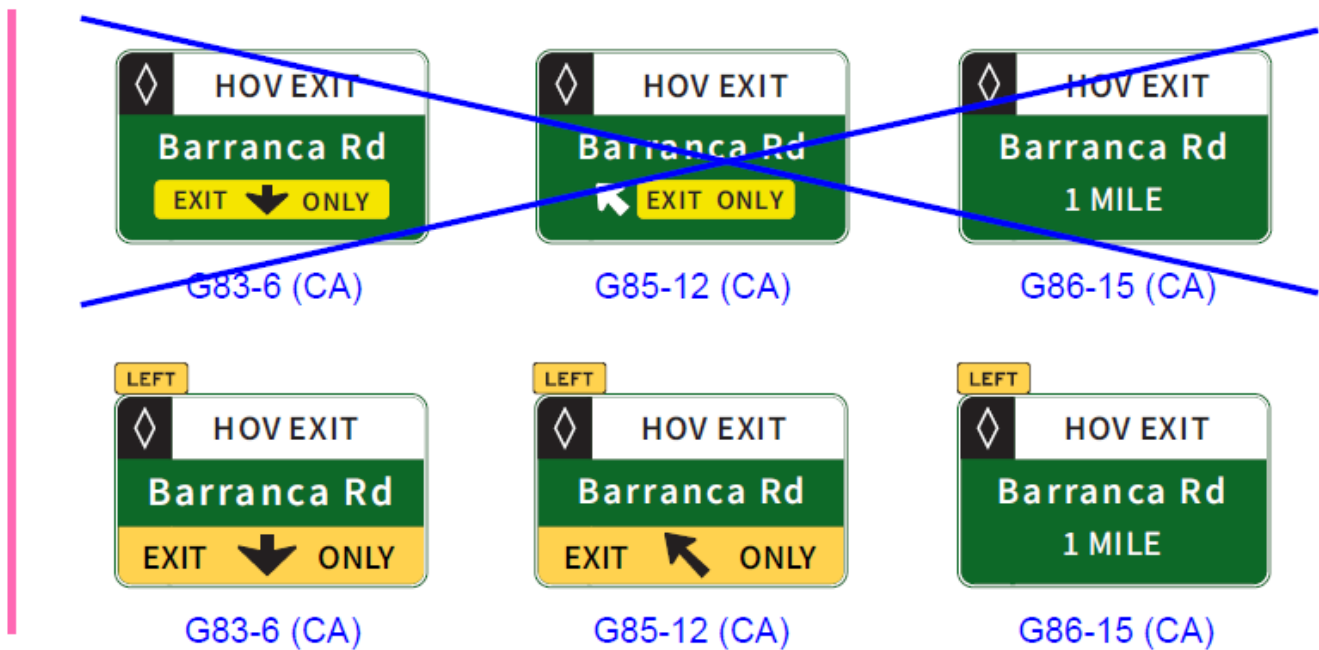 HOV EXIT
Barranca Rd
EXIT ONLY
G83-6 (CA)
HOV EXIT
Barranca Rd
EXIT ONLY
G85-12 (CA)
HOV EXIT
Barranca Rd
1 MILE
G86-15 (CA)
LEFT
HOV EXIT
Barranca Rd
EXIT ONLY
G83-6 (CA)
LEFT
HOV EXIT
Barranca Rd
EXIT ONLY
G85-12 (CA)
LEFT
HOV EXIT
Barranca Rd
1 MILE
G86-15 (CA)